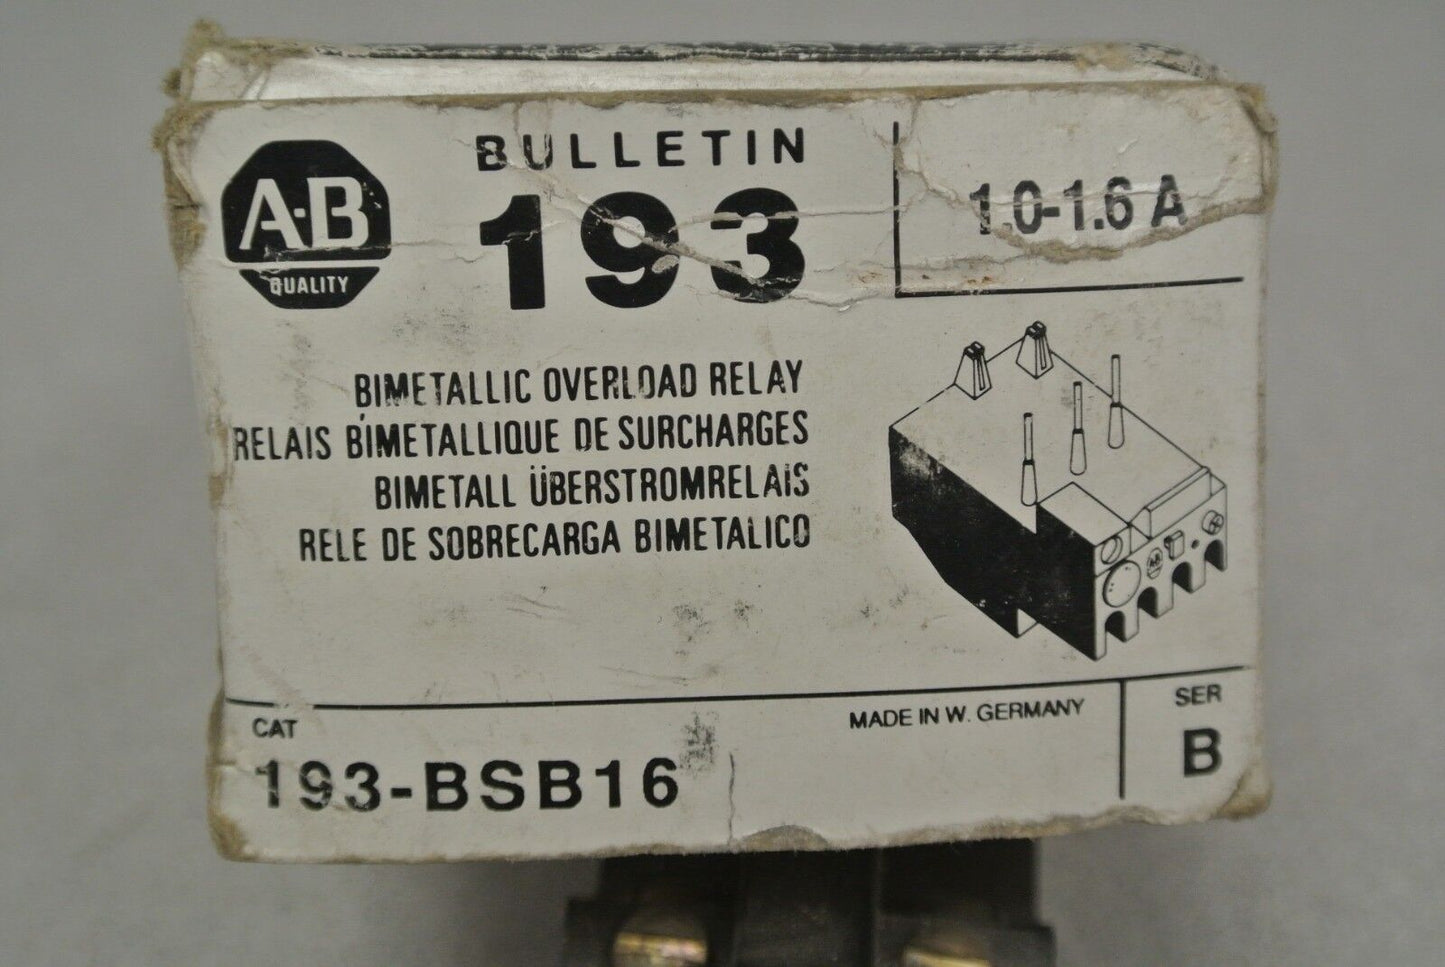 A-B
QUALITY
BULLETIN
193
1.0-1.6 A
BIMETALLIC OVERLOAD RELAY
RELAIS BIMETALLIQUE DE SURCHARGES
BIMETALL ÜBERSTROMRELAIS
RELE DE SOBRECARGA BIMETALICO
CAT
193-BSB16
MADE IN W. GERMANY
SER
B